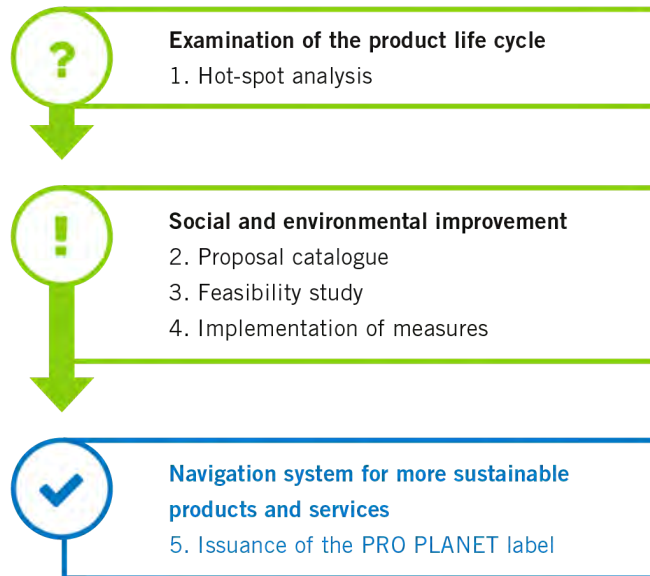 ?
Examination of the product life cycle
1. Hot-spot analysis
!
Social and environmental improvement
2. Proposal catalogue
3. Feasibility study
4. Implementation of measures
Navigation system for more sustainable
products and services
5. Issuance of the PRO PLANET label